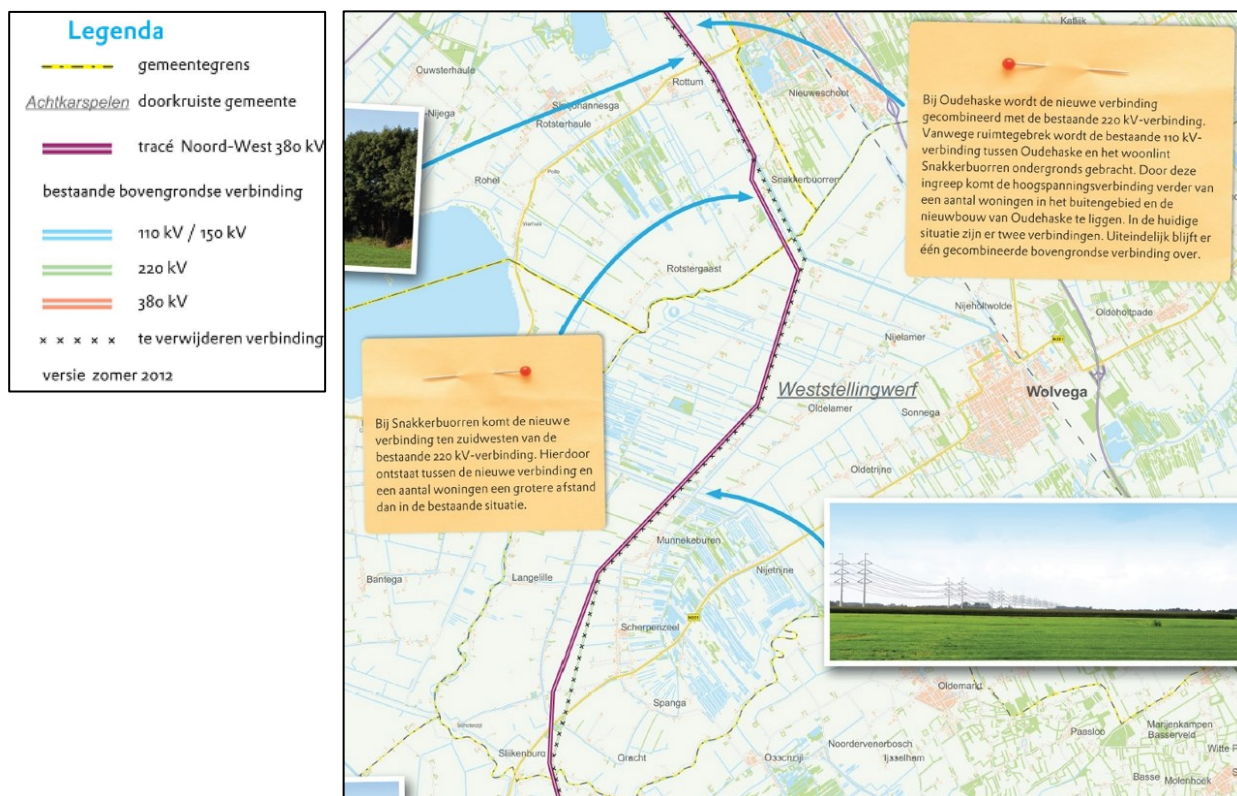 Legenda
gemeentegrens
Achtkarspelen doorkruiste gemeente
tracé Noord-West 380 kV
bestaande bovengrondse verbinding
110 kV / 150 kV
220 kV
380 kV
te verwijderen verbinding
versie zomer 2012
Katlijk
Ouwsterhaule
Rottum
Nieuweschoot
-Nijega
Sintjohannesga
Rotsterhaule
Rohel
Snakkerbuorren
Rotstergaast
Bij Oudehaske wordt de nieuwe verbinding
gecombineerd met de bestaande 220 kV-verbinding.
Vanwege ruimtegebrek wordt de bestaande 110 kV-
verbinding tussen Oudehaske en het woonlint
Snakkerbuorren ondergronds gebracht. Door deze
ingreep komt de hoogspanningsverbinding verder van
een aantal woningen in het buitengebied en de
nieuwbouw van Oudehaske te liggen. In de huidige
situatie zijn er twee verbindingen. Uiteindelijk blijft er
één gecombineerde bovengrondse verbinding over.
Nijeholtwolde
Oldeholtpade
Nijelamer
Weststellingwerf
Wolvega
Oldelamer
Sonnega
Oldetrijne
Bij Snakkerbuorren komt de nieuwe
verbinding ten zuidwesten van de
bestaande 220 kV-verbinding. Hierdoor
ontstaat tussen de nieuwe verbinding en
een aantal woningen een grotere afstand
dan in de bestaande situatie.
Munnekeburen
Bantega
Langelille
Nijetrijne
Scherpenzeel
Spanga
Oldemarkt
Slijkenburg
Gracht
Noordervenerbosch
IJsselham
Paasloo
Marijenkampen
Basserveld
Witte P
Basse
Molenhoek